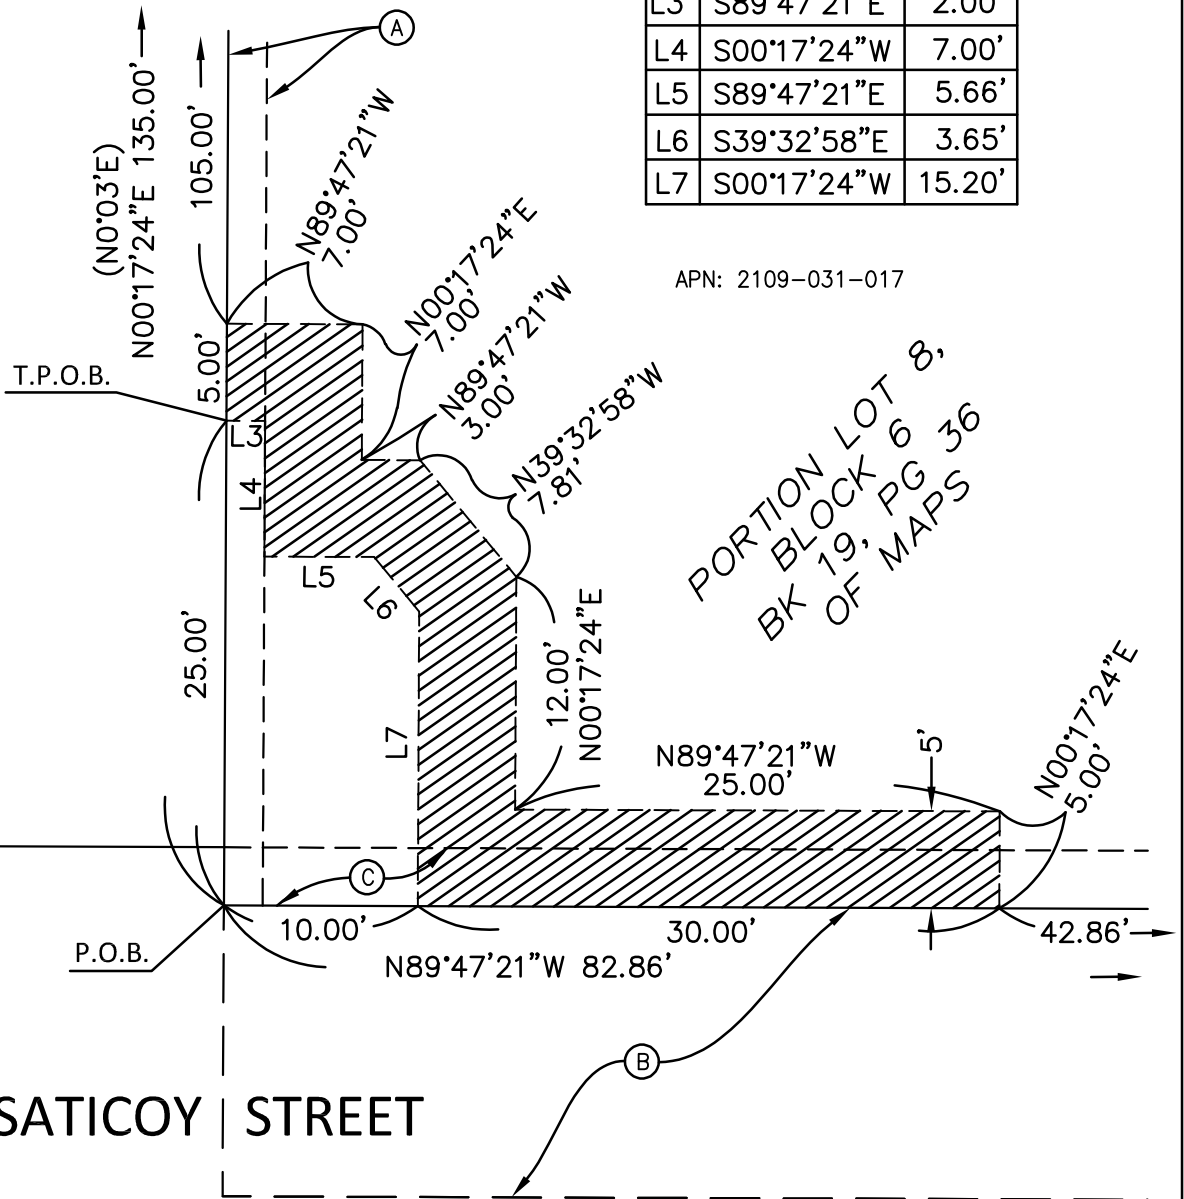 L3 S89°47'21"E 2.00'
L4 S00°17'24"W 7.00'
L5 S89°47'21"E 5.66'
L6 S39°32'58"E 3.65'
L7 S00°17'24"W 15.20'
A
(N0°03'E)
N00°17'24"E 135.00'
105.00'
N89°47'21"W
7.00'
N00°17'24"E
7.00'
N89°47'21"W
3.00'
N39°32'58"W
7.81'
APN: 2109-031-017
PORTION LOT 8,
BLOCK 6
BK 19, PG 36
OF MAPS
T.P.O.B.
5.00'
L3
L4
L5
L6
25.00'
L7
12.00'
N00°17'24"E
N89°47'21"W
25.00'
5'
N00°17'24"E
5.00'
C
10.00'
30.00'
42.86'
P.O.B.
N89°47'21"W 82.86'
B
SATICOY STREET